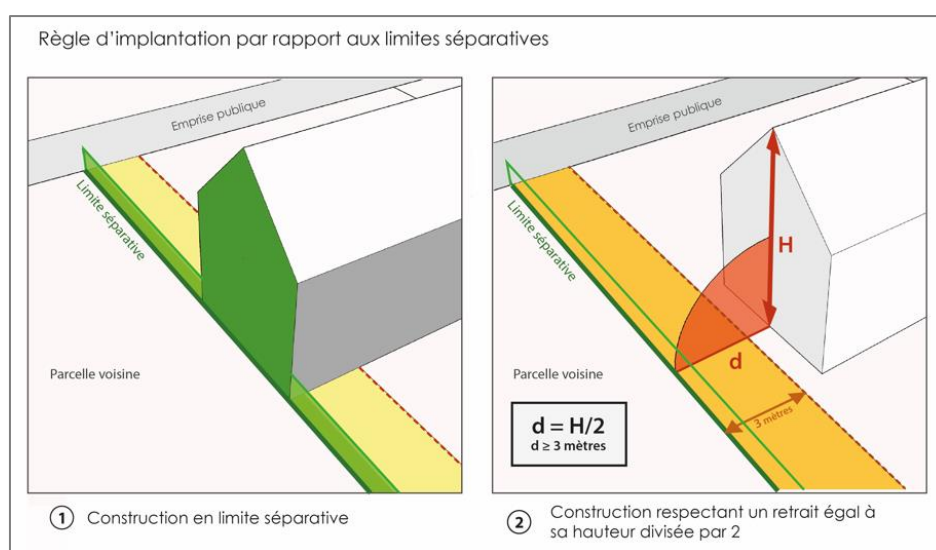 Règle d’implantation par rapport aux limites séparatives
Emprise publique
Limite séparative
Parcelle voisine
1 Construction en limite séparative
Emprise publique
Limite séparative
H
d
Parcelle voisine
3 mètres
d = H/2
d ≥ 3 mètres
2 Construction respectant un retrait égal à
sa hauteur divisée par 2